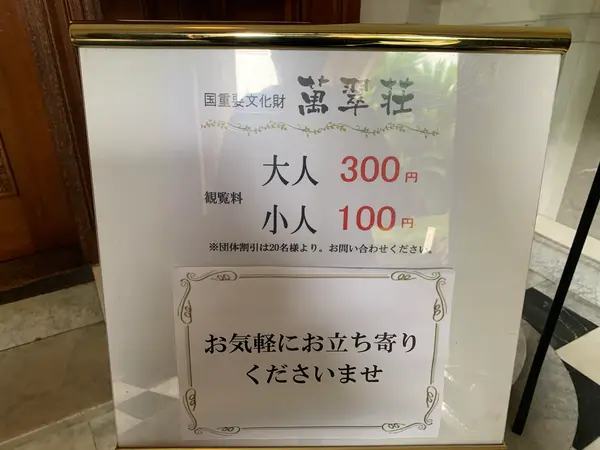 国重要文化財 萬翠荘
大人 300円
観覧料
小人 100円
※団体割引は20名様より。お問い合わせください。
お気軽にお立ち寄り
くださいませ